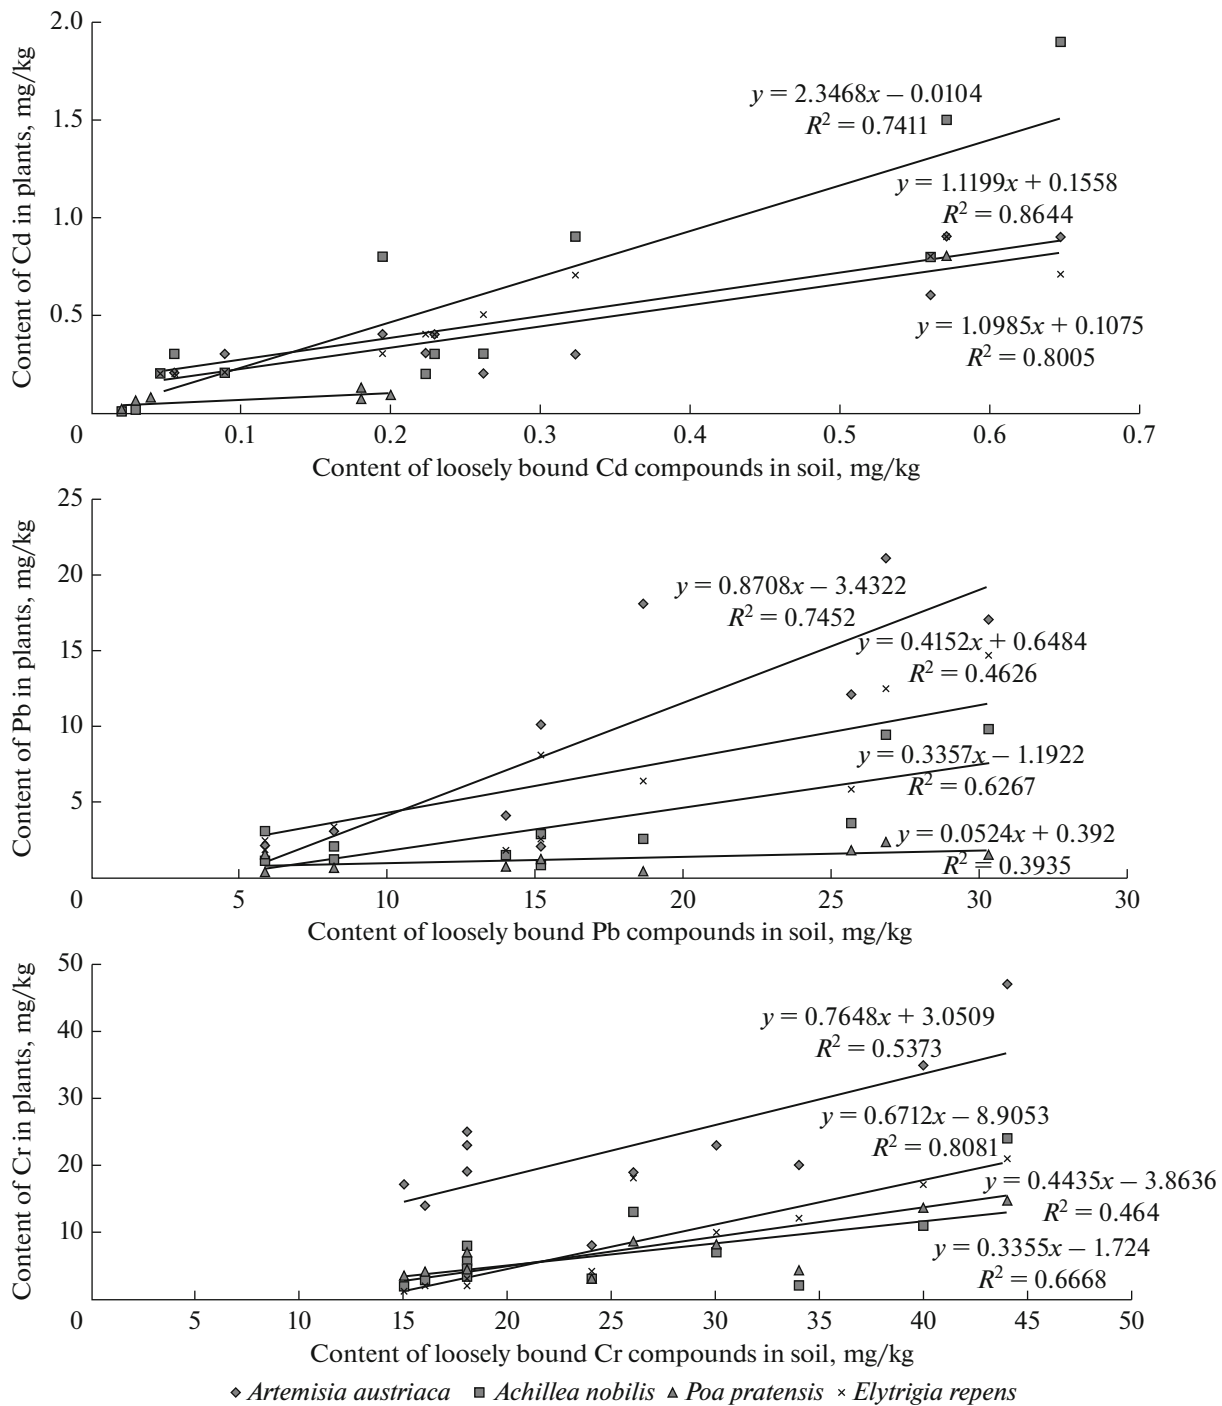 Content of Cd in plants, mg/kg
2.0
1.5
1.0
0.5
0
y = 2.3468x – 0.0104
R² = 0.7411
y = 1.1199x + 0.1558
R² = 0.8644
y = 1.0985x + 0.1075
R² = 0.8005
0.1 0.2 0.3 0.4 0.5 0.6 0.7
Content of loosely bound Cd compounds in soil, mg/kg
Content of Pb in plants, mg/kg
25
20
15
10
5
0
y = 0.8708x – 3.4322
R² = 0.7452
y = 0.4152x + 0.6484
R² = 0.4626
y = 0.3357x – 1.1922
R² = 0.6267
y = 0.0524x + 0.392
R² = 0.3935
5 10 15 20 25 30 30
Content of loosely bound Pb compounds in soil, mg/kg
Content of Cr in plants, mg/kg
50
40
30
20
10
0
y = 0.7648x + 3.0509
R² = 0.5373
y = 0.6712x – 8.9053
R² = 0.8081
y = 0.4435x – 3.8636
R² = 0.464
y = 0.3355x – 1.724
R² = 0.6668
5 10 15 20 25 30 35 40 45 50
Content of loosely bound Cr compounds in soil, mg/kg
Artemisia austriaca Achillea nobilis Poa pratensis Elytrigia repens